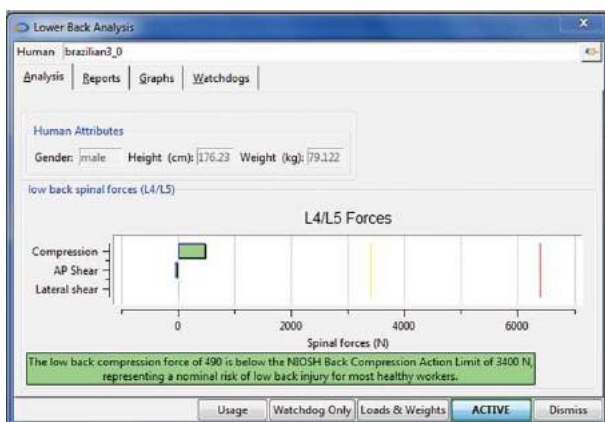 Lower Back Analysis
X
Human brazilian3_0
Analysis Reports Graphs Watchdogs
Human Attributes
Gender: male Height (cm): 176.23 Weight (kg): 79.122
low back spinal forces (L4/L5)
L4/L5 Forces
Compression
AP Shear
Lateral shear
0 2000 4000 6000
Spinal forces (N)
The low back compression force of 490 is below the NIOSH Back Compression Action Limit of 3400 N,
representing a nominal risk of low back injury for most healthy workers.
Usage Watchdog Only Loads & Weights ACTIVE Dismiss